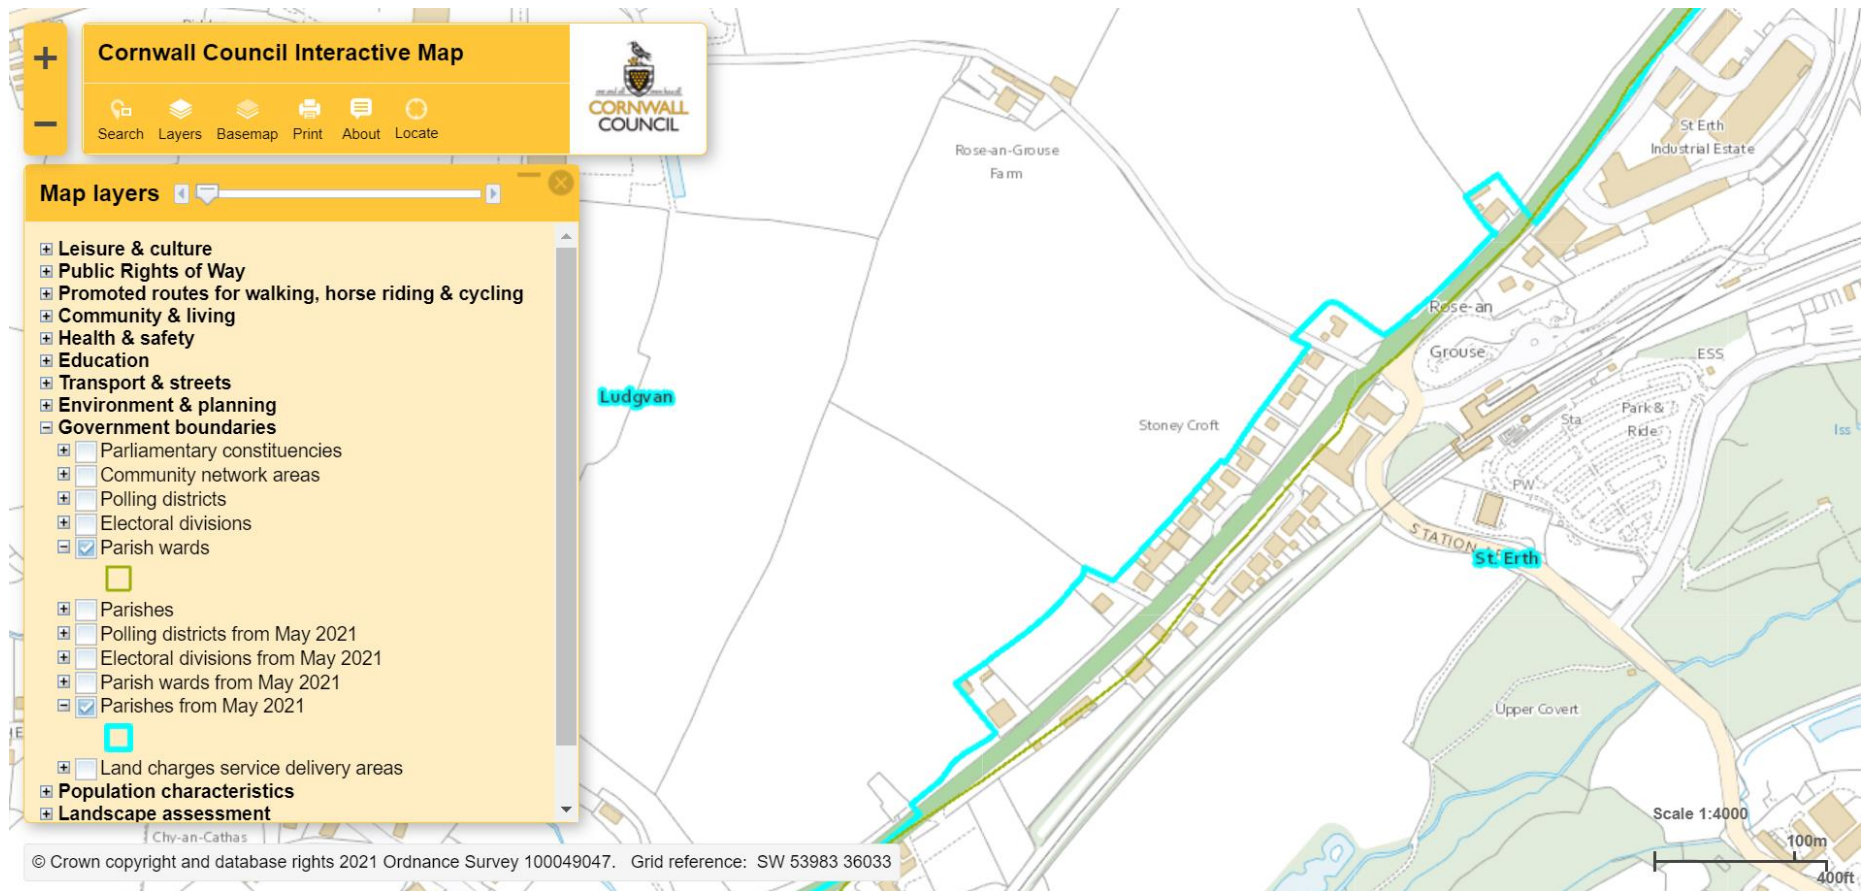 +
Cornwall Council Interactive Map
Search Layers Basemap Print About Locate
CORNWALL
COUNCIL
−
Map layers
Leisure & culture
Public Rights of Way
Promoted routes for walking, horse riding & cycling
Community & living
Health & safety
Education
Transport & streets
Environment & planning
Government boundaries
Parliamentary constituencies
Community network areas
Polling districts
Electoral divisions
Parish wards
Parishes
Polling districts from May 2021
Electoral divisions from May 2021
Parish wards from May 2021
Parishes from May 2021
Land charges service delivery areas
Population characteristics
Landscape assessment
Chy-an-Cathas
© Crown copyright and database rights 2021 Ordnance Survey 100049047. Grid reference: SW 53983 36033
Rose-an-Grouse
Farm
St Erth
Industrial Estate
Rose-an
Grouse
ESS
Ludgvan
Stoney Croft
Sta
Park &
Ride
Iss
PW
STATION
St. Erth
Upper Covert
Scale 1:4000
100m
400ft